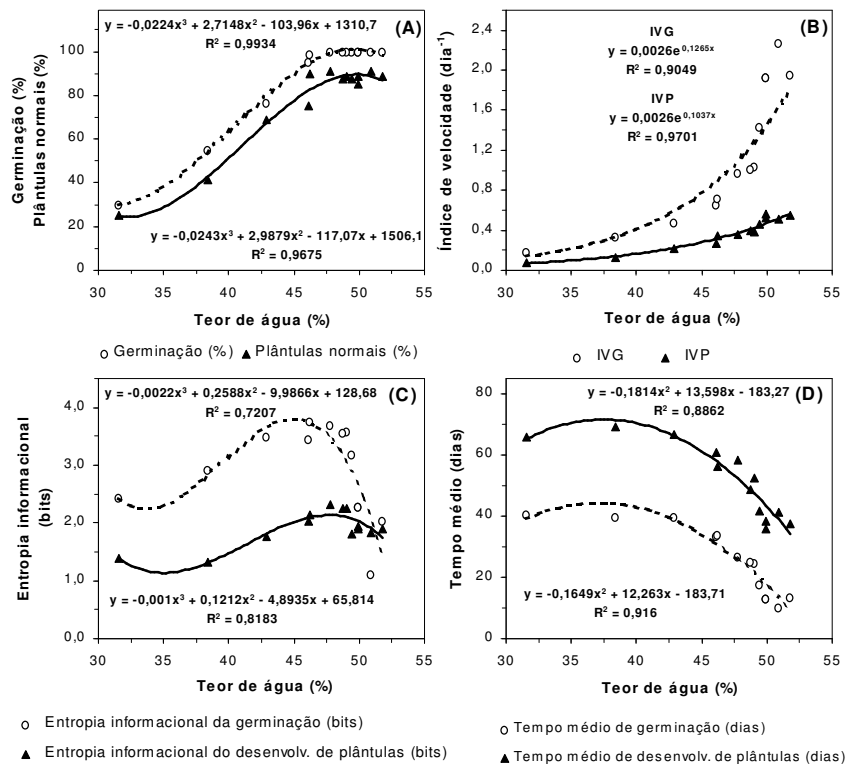 y = -0,0224x³ + 2,7148x² - 103,96x + 1310,7
R² = 0,9934
(A)
Germinação (%)
Plântulas normais (%)
100
80
60
40
20
0
y = -0,0243x³ + 2,9879x² - 117,07x + 1506,1
R² = 0,9675
30 35 40 45 50 55
Teor de água (%)
Germinação (%) Plântulas normais (%)
(B)
Índice de velocidade (dia⁻¹)
2,4
2,0
1,6
1,2
0,8
0,4
0,0
IVG
y = 0,0026e^0,1265x
R² = 0,9049
IVP
y = 0,0026e^0,1037x
R² = 0,9701
30 35 40 45 50 55
Teor de água (%)
IVG IVP
y = -0,0022x³ + 0,2588x² - 9,9866x + 128,68
R² = 0,7207
(C)
Entropia informacional
(bits)
4,0
3,0
2,0
1,0
0,0
y = -0,001x³ + 0,1212x² - 4,8935x + 65,814
R² = 0,8183
30 35 40 45 50 55
Teor de água (%)
Entropia informacional da germinação (bits)
Entropia informacional do desenvolv. de plântulas (bits)
y = -0,1814x² + 13,598x - 183,27
R² = 0,8862
(D)
Tempo médio (dias)
80
60
40
20
0
y = -0,1649x² + 12,263x - 183,71
R² = 0,916
30 35 40 45 50 55
Teor de água (%)
Tempo médio de germinação (dias)
Tempo médio de desenvolv. de plântulas (dias)